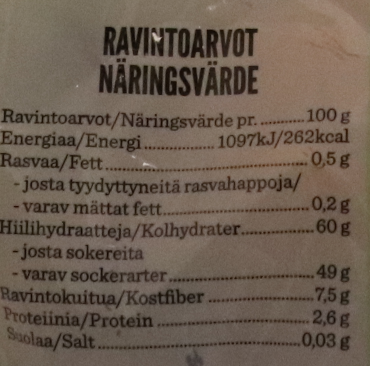 RAVINTOARVOT
NÄRINGSVÄRDE
Ravintoarvot/Näringsvärde pr. ........... 100 g
Energiaa/Energi ................ 1097kJ/262kcal
Rasvaa/Fett ................................................. 0,5 g
- josta tyydyttyneitä rasvahappoja/
- varav mättat fett ................................... 0,2 g
Hiilihydraatteja/Kolhydrater ................. 60 g
- josta sokereita
- varav sockerarter ................................... 49 g
Ravintokuitua/Kostfiber ........................ 7,5 g
Proteiinia/Protein ................................... 2,6 g
Suolaa/Salt ............................................. 0,03 g